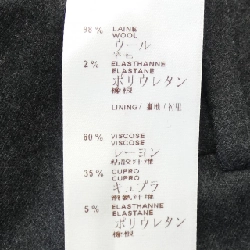 98 % LAINE
WOOL
ウール
2 % ELASTHANNE
ELASTANE
ポリウレタン
LINING/
60 % VISCOSE
VISCOSE
レーヨン
35 % CUPRO
CUPRO
キュプラ
5 % ELASTHANNE
ELASTANE
ポリウレタン